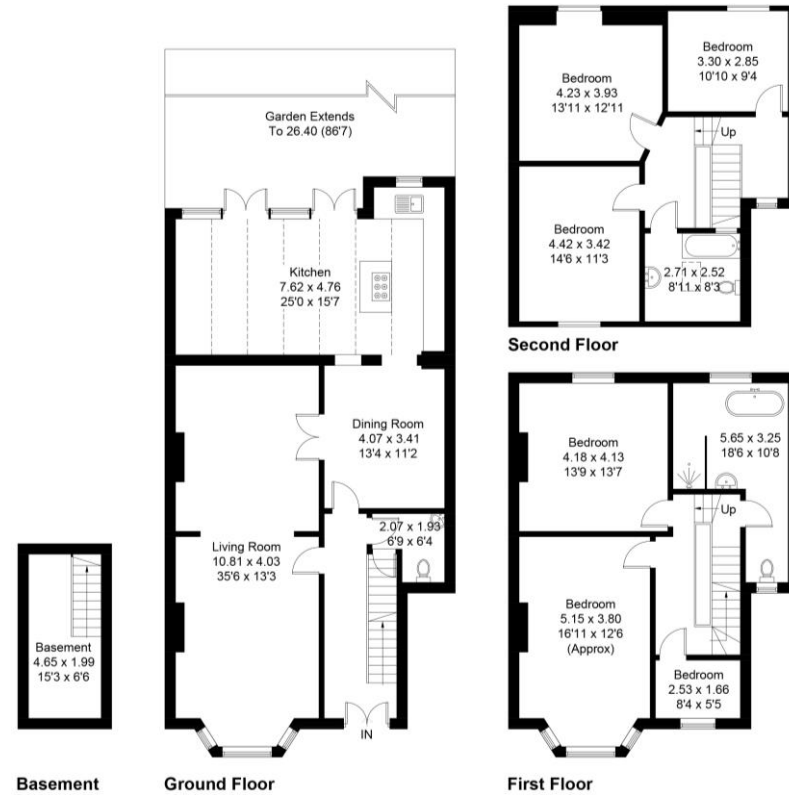 Garden Extends
To 26.40 (86'7)
Kitchen
7.62 x 4.76
25'0 x 15'7
Dining Room
4.07 x 3.41
13'4 x 11'2
2.07 x 1.93
6'9 x 6'4
Living Room
10.81 x 4.03
35'6 x 13'3
IN
Basement
4.65 x 1.99
15'3 x 6'6
Basement
Ground Floor
Bedroom
4.23 x 3.93
13'11 x 12'11
Bedroom
3.30 x 2.85
10'10 x 9'4
Up
Bedroom
4.42 x 3.42
14'6 x 11'3
2.71 x 2.52
8'11 x 8'3
Second Floor
Bedroom
4.18 x 4.13
13'9 x 13'7
5.65 x 3.25
18'6 x 10'8
Up
Bedroom
5.15 x 3.80
16'11 x 12'6
(Approx)
Bedroom
2.53 x 1.66
8'4 x 5'5
First Floor